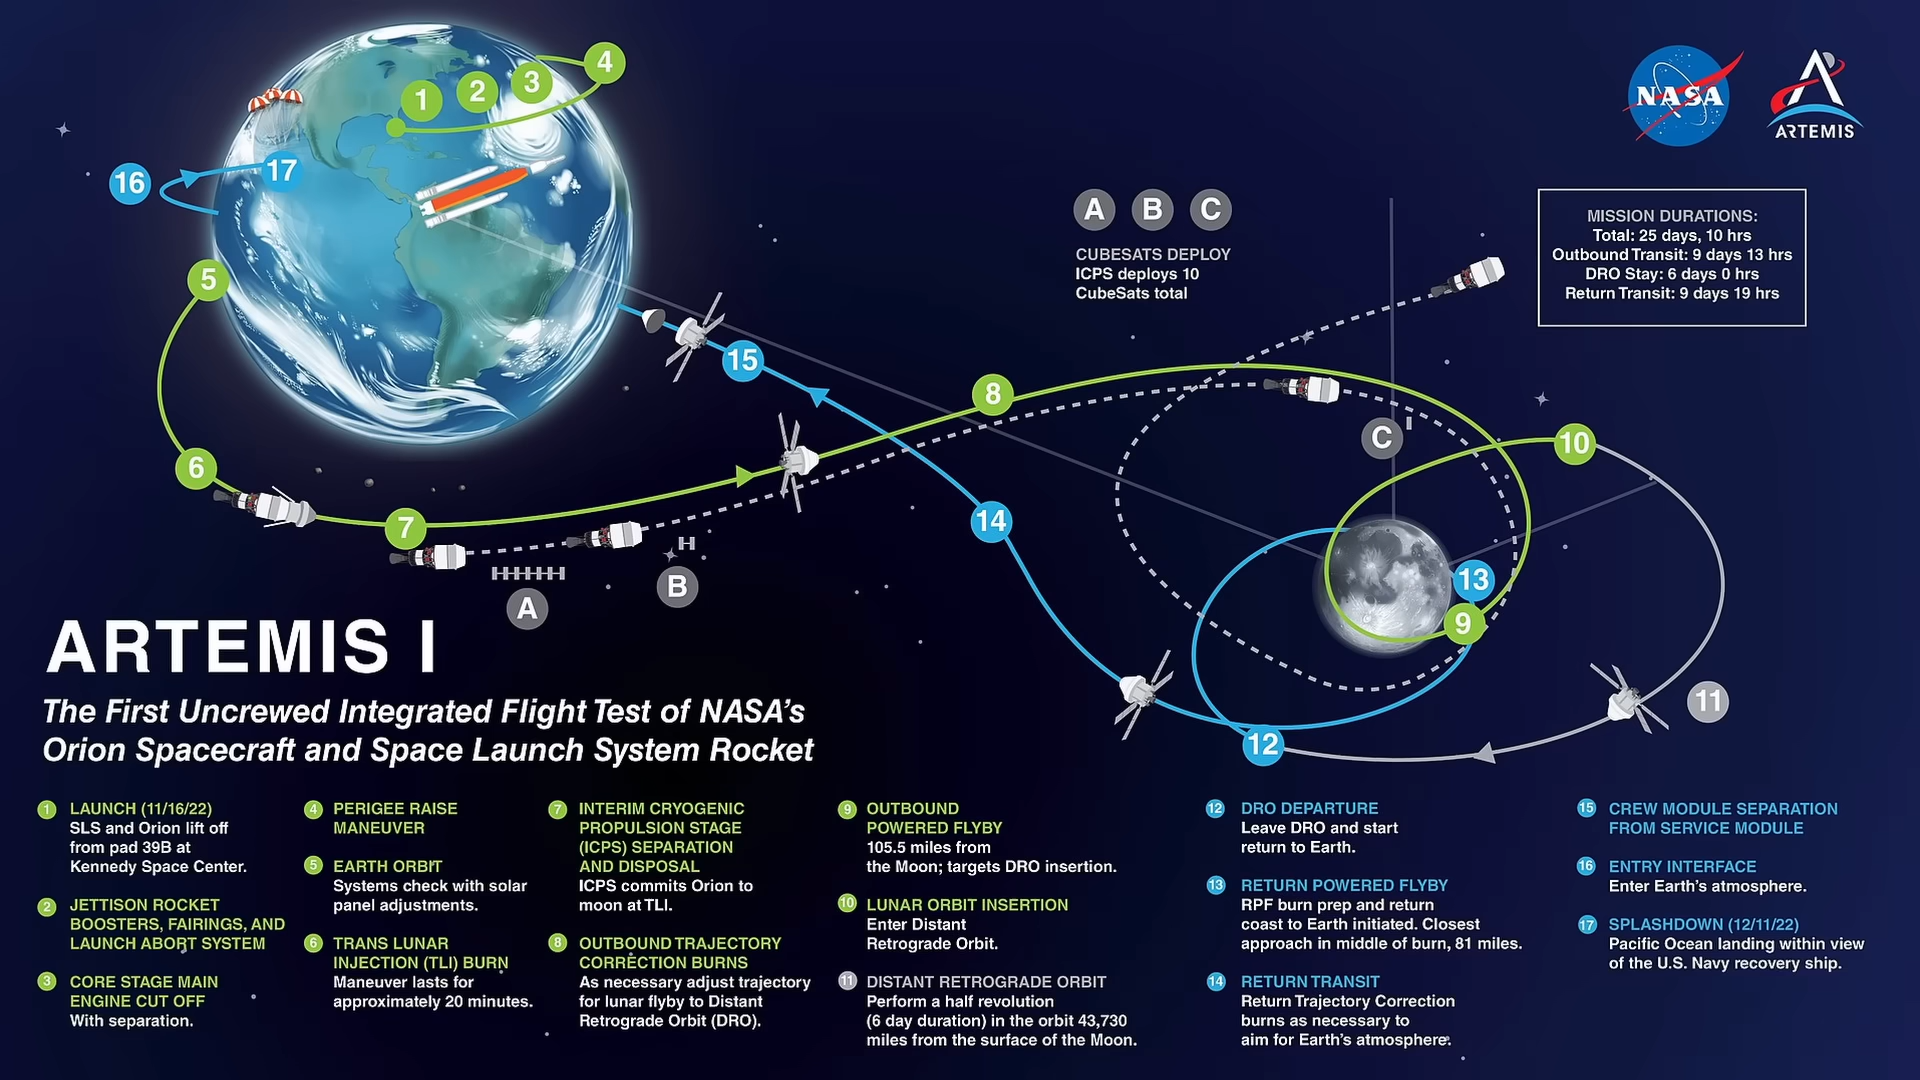 1
2
3
4
NASA
ARTEMIS
16
17
A B C
CUBESATS DEPLOY
ICPS deploys 10
CubeSats total
MISSION DURATIONS:
Total: 25 days, 10 hrs
Outbound Transit: 9 days 13 hrs
DRO Stay: 6 days 0 hrs
Return Transit: 9 days 19 hrs
5
15
8
C
10
6
7
14
A
B
13
9
11
12
ARTEMIS I
The First Uncrewed Integrated Flight Test of NASA's
Orion Spacecraft and Space Launch System Rocket
1 LAUNCH (11/16/22)
SLS and Orion lift off
from pad 39B at
Kennedy Space Center.
2 JETTISON ROCKET
BOOSTERS, FAIRINGS, AND
LAUNCH ABORT SYSTEM
3 CORE STAGE MAIN
ENGINE CUT OFF
With separation.
4 PERIGEE RAISE
MANEUVER
5 EARTH ORBIT
Systems check with solar
panel adjustments.
6 TRANS LUNAR
INJECTION (TLI) BURN
Maneuver lasts for
approximately 20 minutes.
7 INTERIM CRYOGENIC
PROPULSION STAGE
(ICPS) SEPARATION
AND DISPOSAL
ICPS commits Orion to
moon at TLI.
8 OUTBOUND TRAJECTORY
CORRECTION BURNS
As necessary adjust trajectory
for lunar flyby to Distant
Retrograde Orbit (DRO).
9 OUTBOUND
POWERED FLYBY
105.5 miles from
the Moon; targets DRO insertion.
10 LUNAR ORBIT INSERTION
Enter Distant
Retrograde Orbit.
11 DISTANT RETROGRADE ORBIT
Perform a half revolution
(6 day duration) in the orbit 43,730
miles from the surface of the Moon.
12 DRO DEPARTURE
Leave DRO and start
return to Earth.
13 RETURN POWERED FLYBY
RPF burn prep and return
coast to Earth initiated. Closest
approach in middle of burn, 81 miles.
14 RETURN TRANSIT
Return Trajectory Correction
burns as necessary to
aim for Earth's atmosphere.
15 CREW MODULE SEPARATION
FROM SERVICE MODULE
16 ENTRY INTERFACE
Enter Earth's atmosphere.
17 SPLASHDOWN (12/11/22)
Pacific Ocean landing within view
of the U.S. Navy recovery ship.